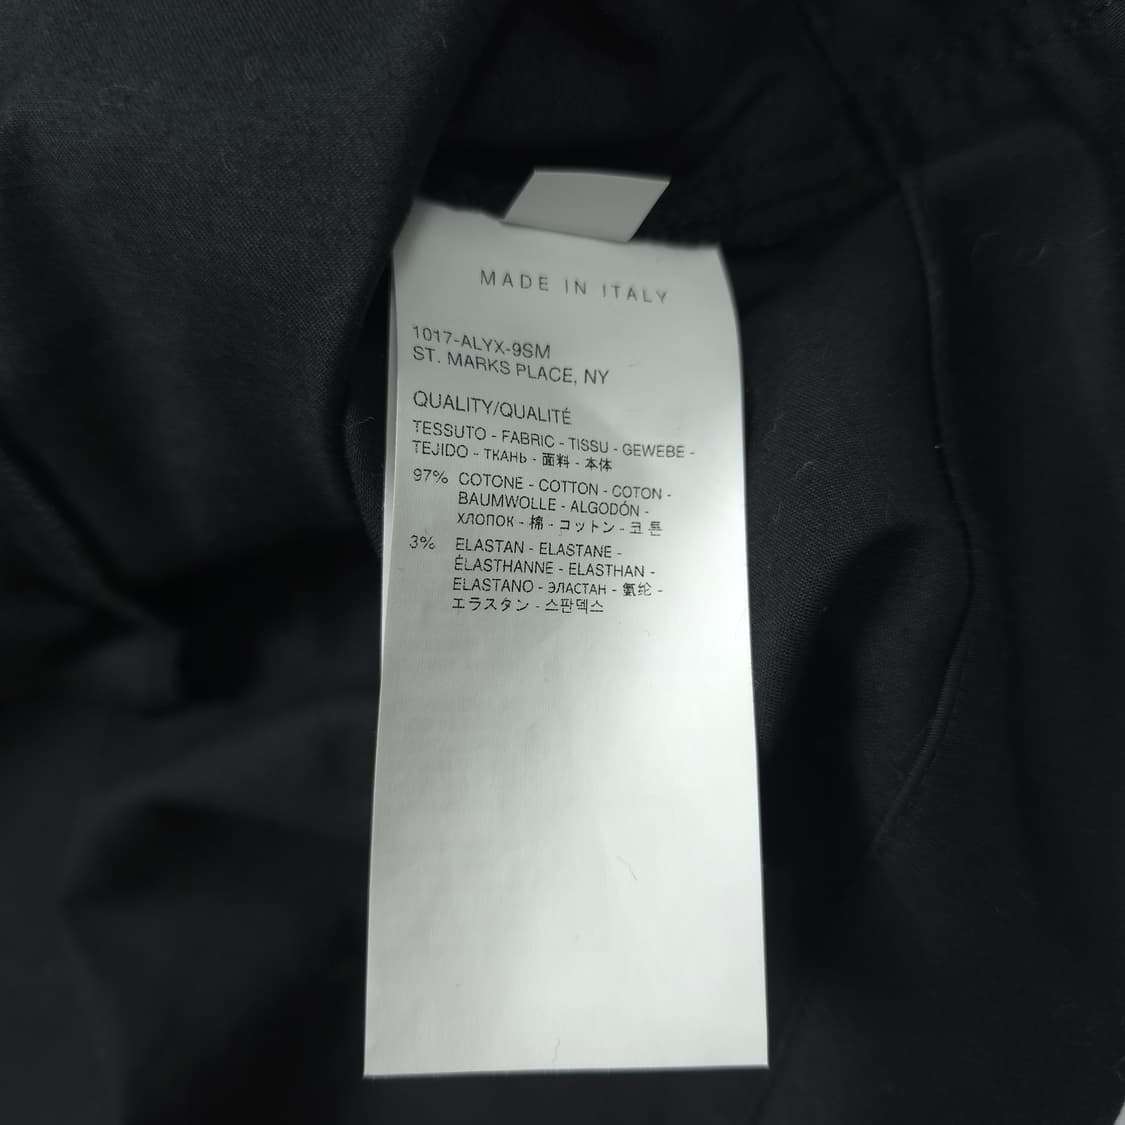 MADE IN ITALY
1017-ALYX-9SM
ST. MARKS PLACE, NY
QUALITY/QUALITÉ
TESSUTO - FABRIC - TISSU - GEWEBE -
TEJIDO - ТКАНЬ - 面料 - 本体
97% COTONE - COTTON - COTON -
BAUMWOLLE - ALGODÓN -
ХЛОПОК - 棉 - コットン - 코튼
3% ELASTAN - ELASTANE -
ÉLASTHANNE - ELASTHAN -
ELASTANO - ЭЛАСТАН - 氨纶 -
エラスタン - 스판덱스